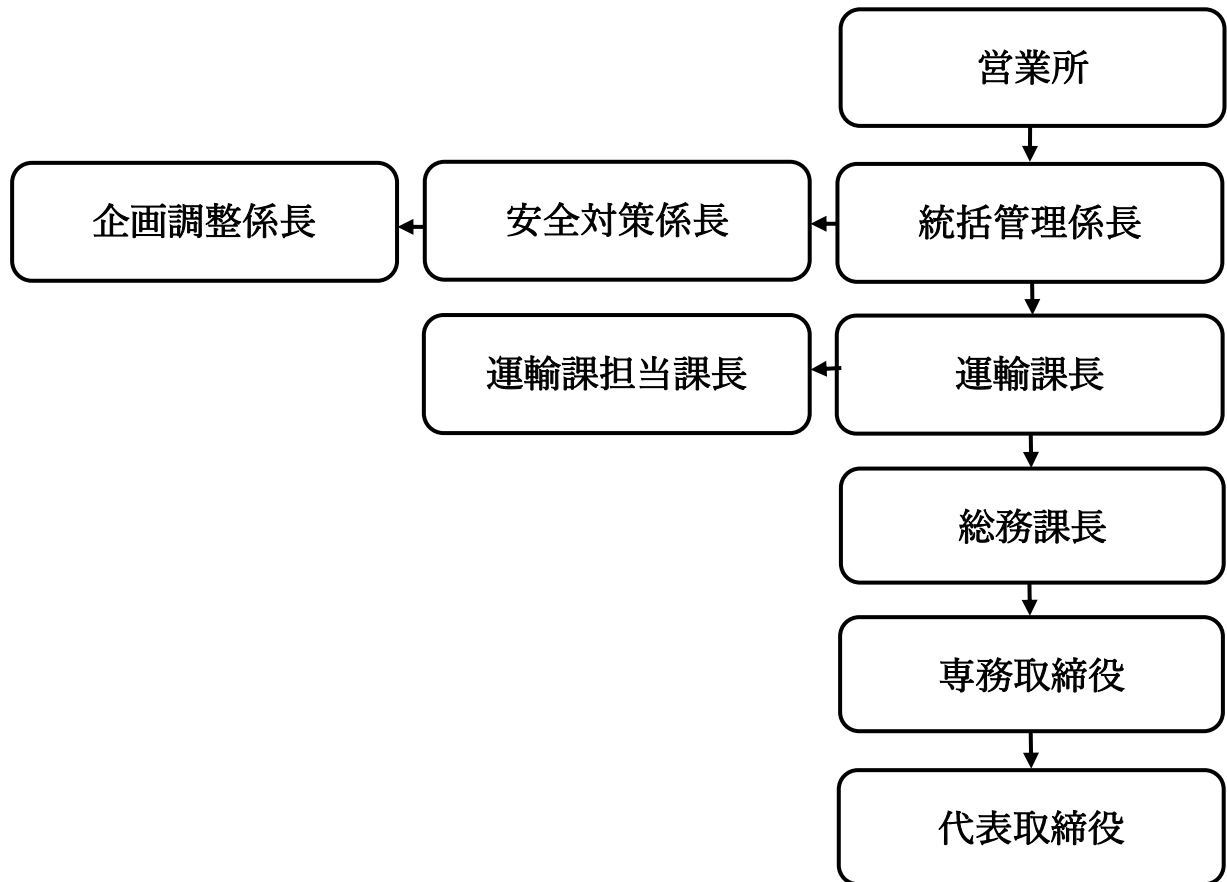 営業所
企画調整係長
安全対策係長
統括管理係長
運輸課担当課長
運輸課長
総務課長
専務取締役
代表取締役